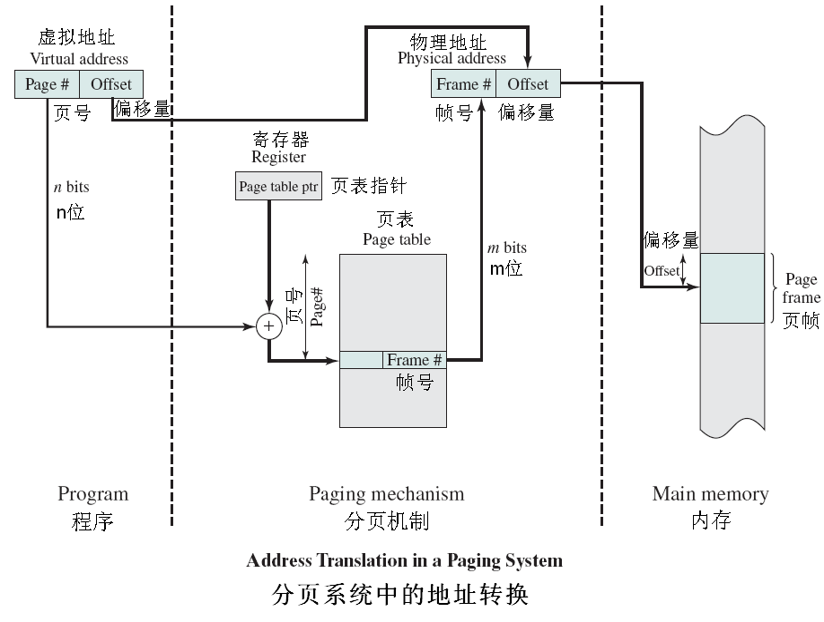 虚拟地址
Virtual address
Page # Offset
页号 偏移量
n bits
n位
寄存器
Register
Page table ptr 页表指针
页表
Page table
页号
Page#
+
Frame #
帧号
物理地址
Physical address
Frame # Offset
帧号 偏移量
m bits
m位
偏移量
Offset
Page
frame
页帧
Program
程序
Paging mechanism
分页机制
Main memory
内存
Address Translation in a Paging System
分页系统中的地址转换